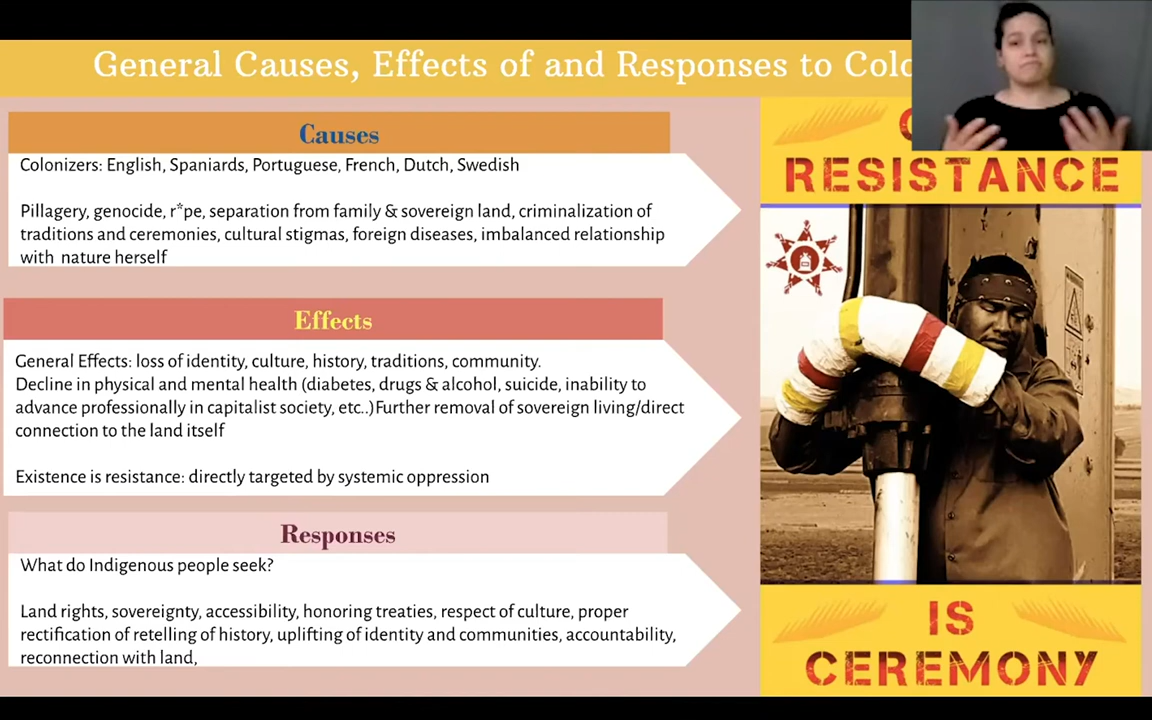 General Causes, Effects of and Responses to
Causes
Colonizers: English, Spaniards, Portuguese, French, Dutch, Swedish
Pillagery, genocide, r*pe, separation from family & sovereign land, criminalization of
traditions and ceremonies, cultural stigmas, foreign diseases, imbalanced relationship
with nature herself
Effects
General Effects: loss of identity, culture, history, traditions, community.
Decline in physical and mental health (diabetes, drugs & alcohol, suicide, inability to
advance professionally in capitalist society, etc..)Further removal of sovereign living/direct
connection to the land itself
Existence is resistance: directly targeted by systemic oppression
Responses
What do Indigenous people seek?
Land rights, sovereignty, accessibility, honoring treaties, respect of culture, proper
rectification of retelling of history, uplifting of identity and communities, accountability,
reconnection with land,
RESISTANCE
IS
CEREMONY